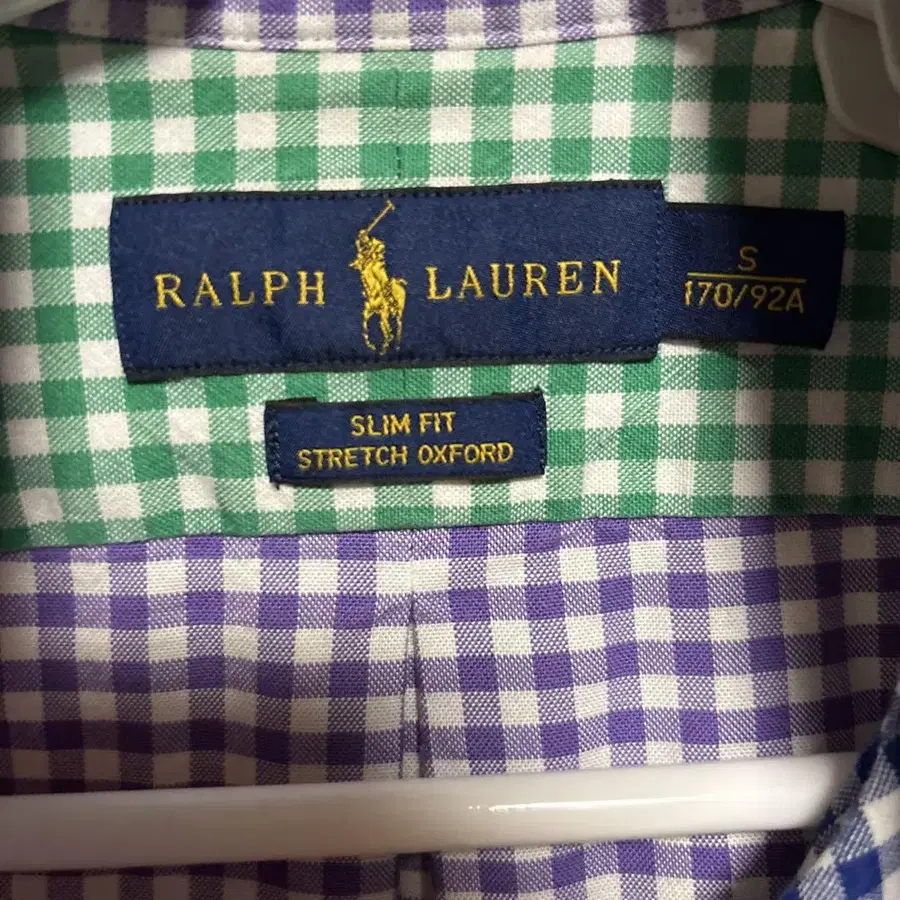 RALPH LAUREN
S
170/92A
SLIM FIT
STRETCH OXFORD